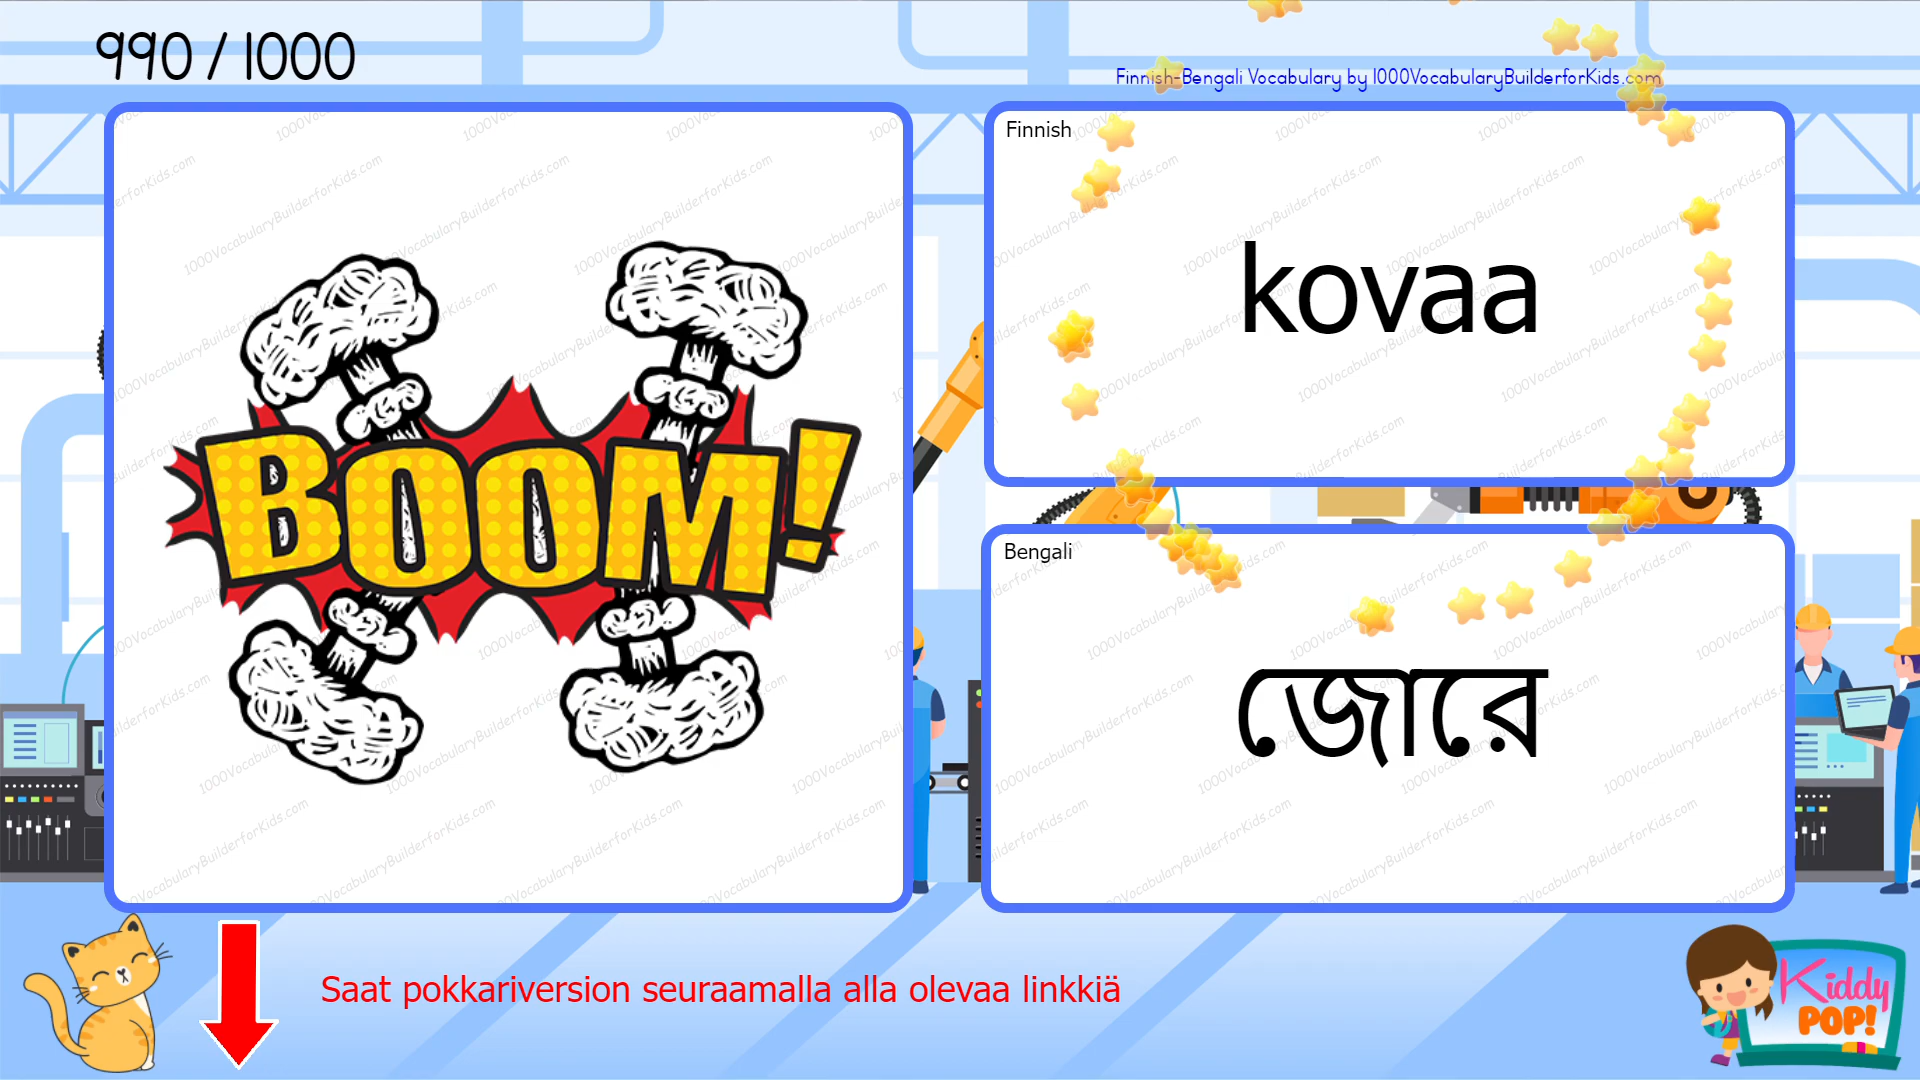 990 / 1000
Finnish-Bengali Vocabulary by 1000VocabularyBuilderforKids.com
BOOM!
Finnish
kovaa
Bengali
জোরে
Saat pokkariversion seuraamalla alla olevaa linkkiä
Kiddy
POP!